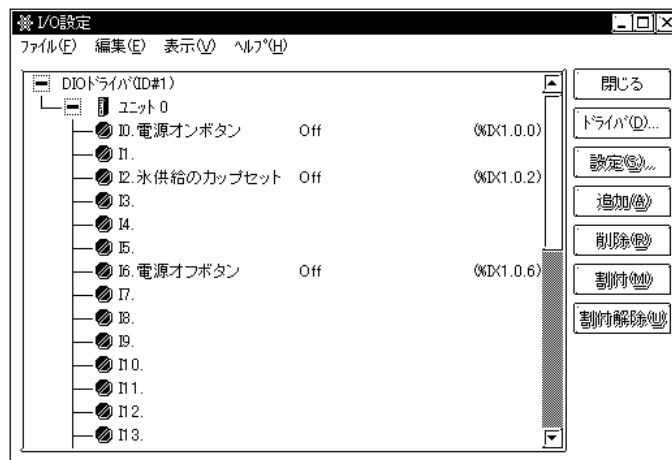 I/O設定
ファイル(F) 編集(E) 表示(V) ヘルプ(H)
DIOドライバ(ID#1)
ユニット 0
I0.電源オンボタン Off (%IX1.0.0)
I1.
I2.氷供給のカップセット Off (%IX1.0.2)
I3.
I4.
I5.
I6.電源オフボタン Off (%IX1.0.6)
I7.
I8.
I9.
I10.
I11.
I12.
I13.
閉じる
ドライバ(D)...
設定(S)...
追加(A)
削除(R)
割付(M)
割付解除(U)